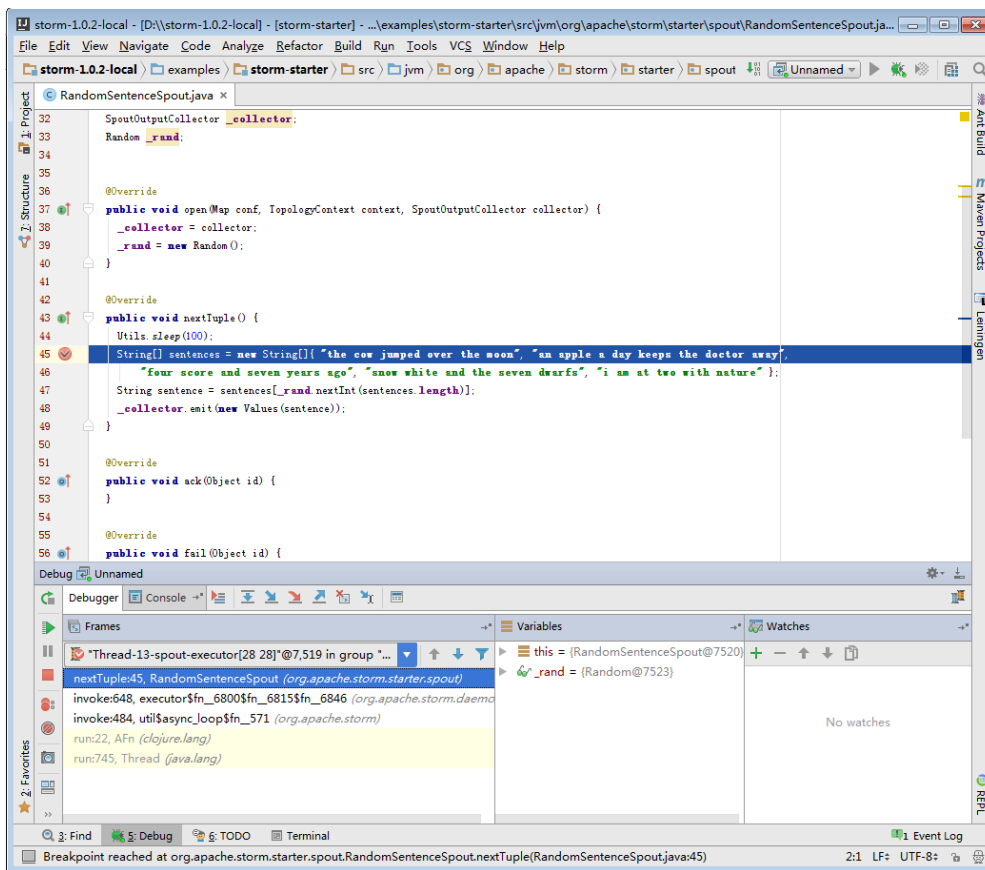 storm-1.0.2-local - [D:\\storm-1.0.2-local] - [storm-starter] - ...\examples\storm-starter\src\jvm\org\apache\storm\starter\spout\RandomSentenceSpout.ja...
File Edit View Navigate Code Analyze Refactor Build Run Tools VCS Window Help
storm-1.0.2-local examples storm-starter src jvm org apache storm starter spout Unnamed
RandomSentenceSpout.java ×
1: Project
7: Structure
2: Favorites
Ant Build
Maven Projects
Leiningen
REPL
32 SpoutOutputCollector _collector;
33 Random _rand;
34
35
36 @Override
37 public void open(Map conf, TopologyContext context, SpoutOutputCollector collector) {
38 _collector = collector;
39 _rand = new Random();
40 }
41
42 @Override
43 public void nextTuple() {
44 Utils.sleep(100);
45 String[] sentences = new String[]{ "the cow jumped over the moon", "an apple a day keeps the doctor away",
46 "four score and seven years ago", "snow white and the seven dwarfs", "i am at two with nature" };
47 String sentence = sentences[_rand.nextInt(sentences.length)];
48 _collector.emit(new Values(sentence));
49 }
50
51 @Override
52 public void ack(Object id) {
53 }
54
55 @Override
56 public void fail(Object id) {
Debug Unnamed
Debugger Console
Frames
"Thread-13-spout-executor[28 28]"@7,519 in group "...
nextTuple:45, RandomSentenceSpout (org.apache.storm.starter.spout)
invoke:648, executor$fn__6800$fn__6815$fn__6846 (org.apache.storm.daemo
invoke:484, util$async_loop$fn__571 (org.apache.storm)
run:22, AFn (clojure.lang)
run:745, Thread (java.lang)
Variables
this = {RandomSentenceSpout@7520}
_rand = {Random@7523}
Watches
No watches
3: Find 5: Debug 6: TODO Terminal 1 Event Log
Breakpoint reached at org.apache.storm.starter.spout.RandomSentenceSpout.nextTuple(RandomSentenceSpout.java:45) 2:1 LF UTF-8